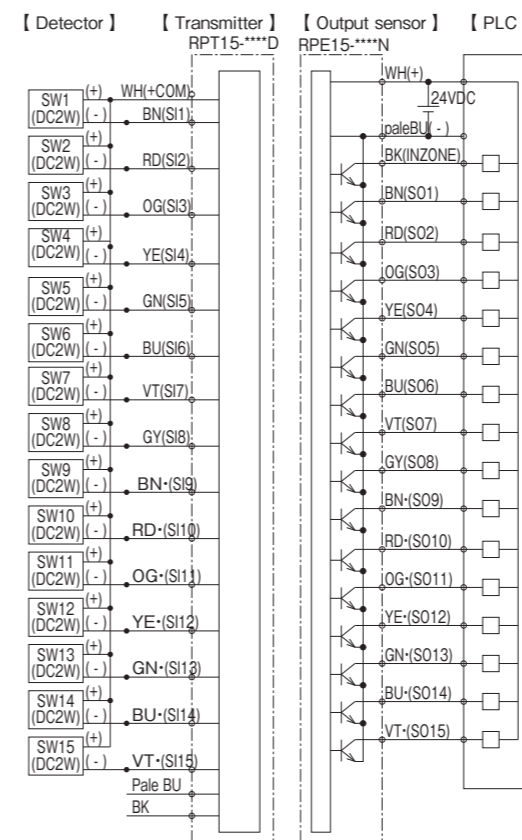 【 Detector 】 【 Transmitter 】 【 Output sensor 】 【 PLC
RPT15-****D RPE15-****N
SW1 (+) WH(+COM)
(DC2W) ( - ) BN(SI1)
SW2 (+)
(DC2W) ( - ) RD(SI2)
SW3 (+)
(DC2W) ( - ) OG(SI3)
SW4 (+)
(DC2W) ( - ) YE(SI4)
SW5 (+)
(DC2W) ( - ) GN(SI5)
SW6 (+)
(DC2W) ( - ) BU(SI6)
SW7 (+)
(DC2W) ( - ) VT(SI7)
SW8 (+)
(DC2W) ( - ) GY(SI8)
SW9 (+)
(DC2W) ( - ) BN•(SI9)
SW10 (+)
(DC2W) ( - ) RD•(SI10)
SW11 (+)
(DC2W) ( - ) OG•(SI11)
SW12 (+)
(DC2W) ( - ) YE•(SI12)
SW13 (+)
(DC2W) ( - ) GN•(SI13)
SW14 (+)
(DC2W) ( - ) BU•(SI14)
SW15 (+)
(DC2W) ( - ) VT•(SI15)
Pale BU
BK
WH(+)
24VDC
paleBU( - )
BK(INZONE)
BN(SO1)
RD(SO2)
OG(SO3)
YE(SO4)
GN(SO5)
BU(SO6)
VT(SO7)
GY(SO8)
BN•(SO9)
RD•(SO10)
OG•(SO11)
YE•(SO12)
GN•(SO13)
BU•(SO14)
VT•(SO15)